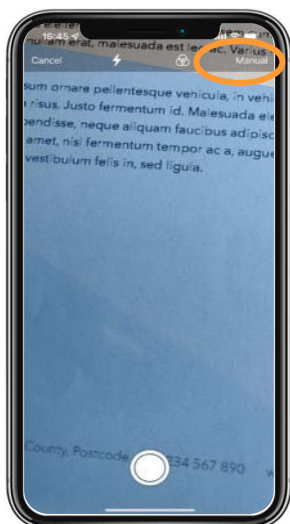 16:45
nullam erat, malesuada est leo ac. Varius
Cancel Manual
sum ornare pellentesque vehicula, in vehi
risus. Justo fermentum id. Malesuada ele
endisse, neque aliquam faucibus adipisc
amet, nisi fermentum tempor ac a, augue
vestibulum felis in, sed ligula.
County, Postcode 234 567 890 w